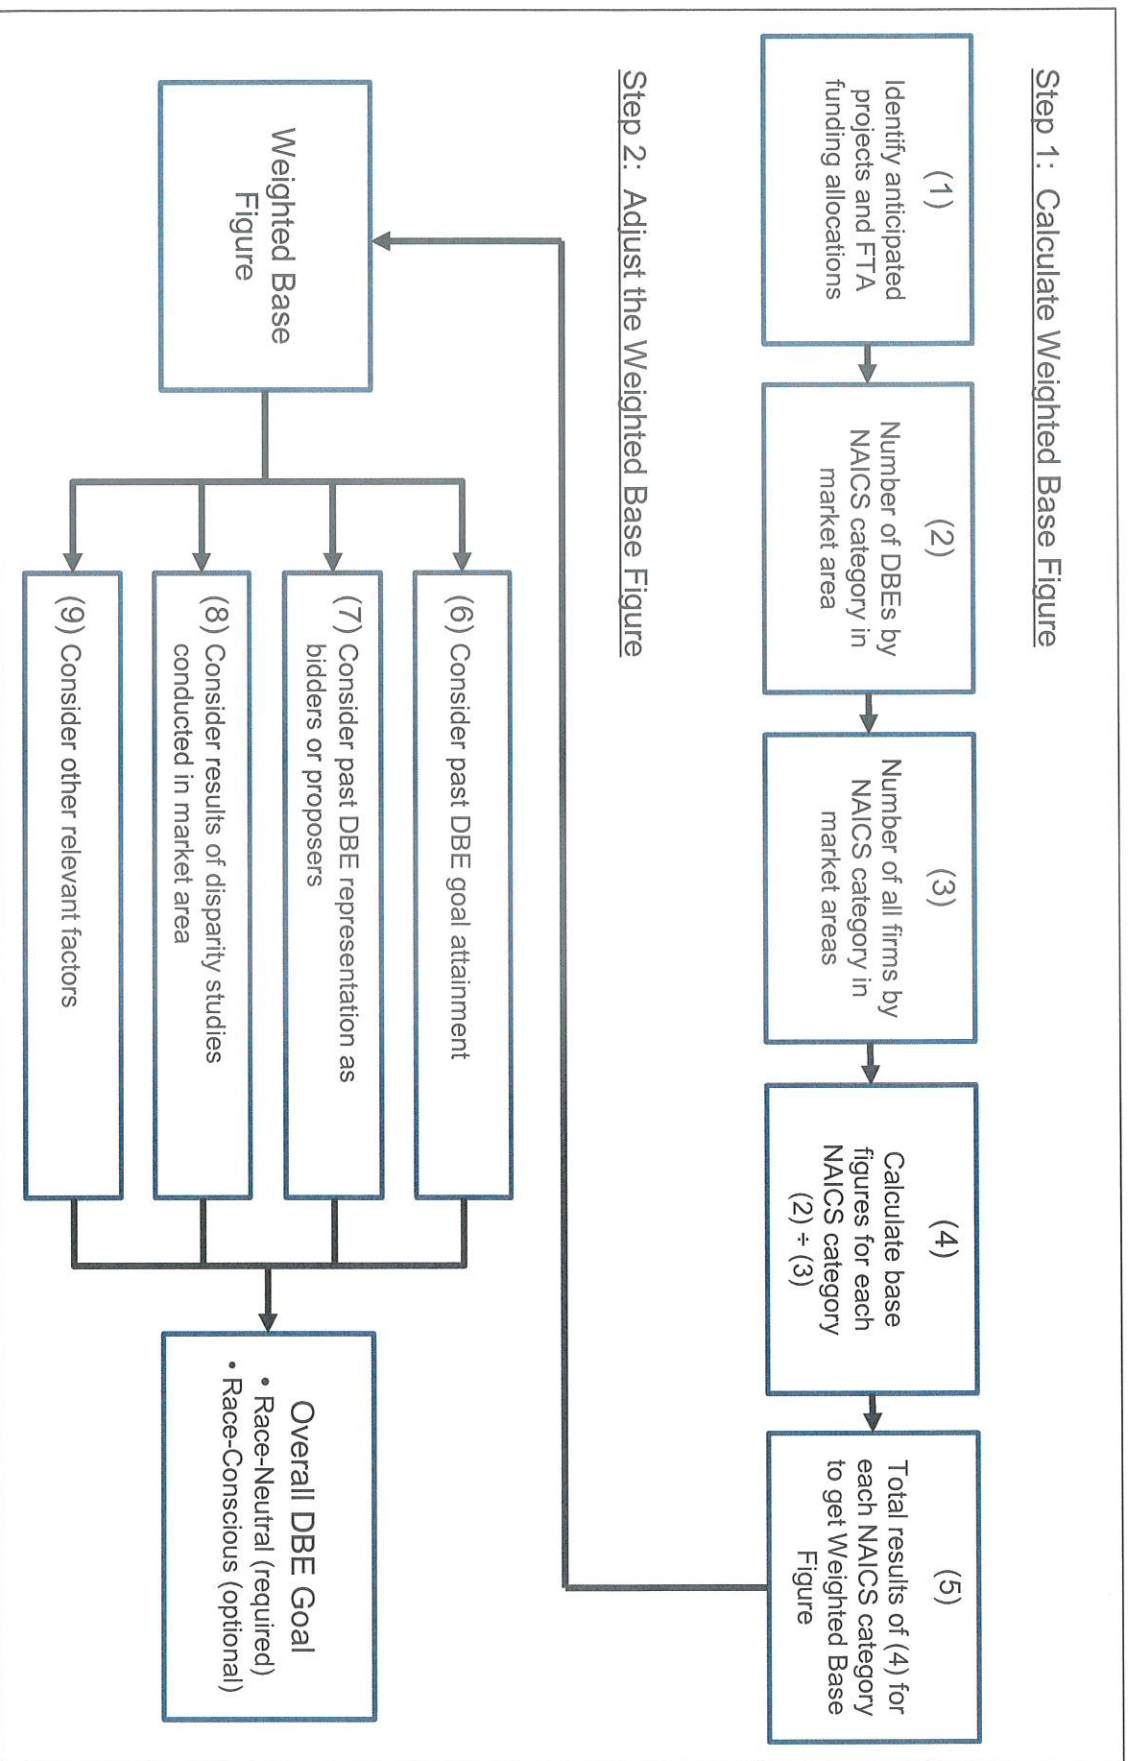 Step 1: Calculate Weighted Base Figure
(1)
Identify anticipated
projects and FTA
funding allocations
(2)
Number of DBEs by
NAICS category in
market area
(3)
Number of all firms by
NAICS category in
market areas
(4)
Calculate base
figures for each
NAICS category
(2) ÷ (3)
(5)
Total results of (4) for
each NAICS category
to get Weighted Base
Figure
Step 2: Adjust the Weighted Base Figure
Weighted Base
Figure
(6) Consider past DBE goal attainment
(7) Consider past DBE representation as
bidders or proposers
(8) Consider results of disparity studies
conducted in market area
(9) Consider other relevant factors
Overall DBE Goal
• Race-Neutral (required)
• Race-Conscious (optional)